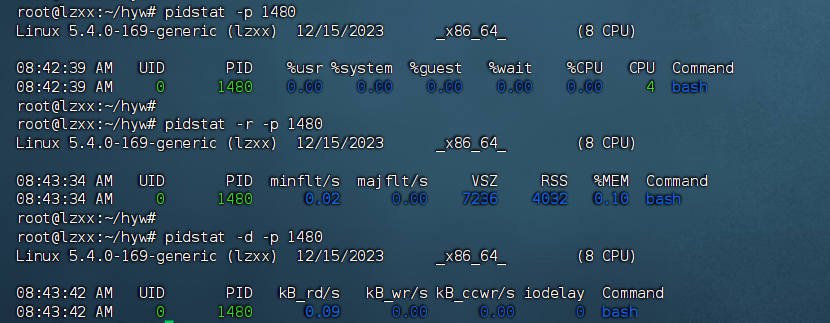 root@lzxx:~/hyw# pidstat -p 1480
Linux 5.4.0-169-generic (lzxx) 12/15/2023 _x86_64_ (8 CPU)
08:42:39 AM UID PID %usr %system %guest %wait %CPU CPU Command
08:42:39 AM 0 1480 0.00 0.00 0.00 0.00 0.00 4 bash
root@lzxx:~/hyw#
root@lzxx:~/hyw# pidstat -r -p 1480
Linux 5.4.0-169-generic (lzxx) 12/15/2023 _x86_64_ (8 CPU)
08:43:34 AM UID PID minflt/s majflt/s VSZ RSS %MEM Command
08:43:34 AM 0 1480 0.02 0.00 7236 4032 0.10 bash
root@lzxx:~/hyw#
root@lzxx:~/hyw# pidstat -d -p 1480
Linux 5.4.0-169-generic (lzxx) 12/15/2023 _x86_64_ (8 CPU)
08:43:42 AM UID PID kB_rd/s kB_wr/s kB_ccwr/s iodelay Command
08:43:42 AM 0 1480 0.09 0.00 0.00 0 bash